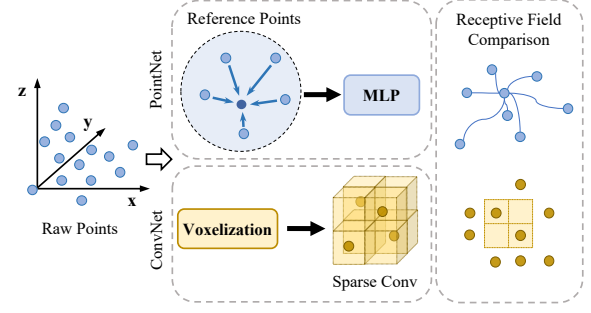 Reference Points
Receptive Field
Comparison
PointNet
MLP
z
y
x
Raw Points
ConvNet
Voxelization
Sparse Conv